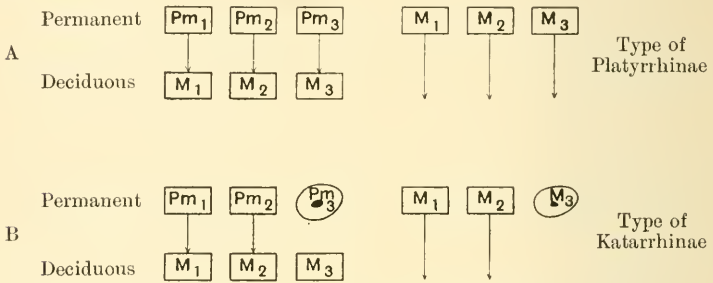 Permanent Pm1 Pm2 Pm3 M1 M2 M3
A
Type of
Platyrrhinae
Deciduous M1 M2 M3
Permanent Pm1 Pm2 Pm3 M1 M2 M3
B
Type of
Katarrhinae
Deciduous M1 M2 M3